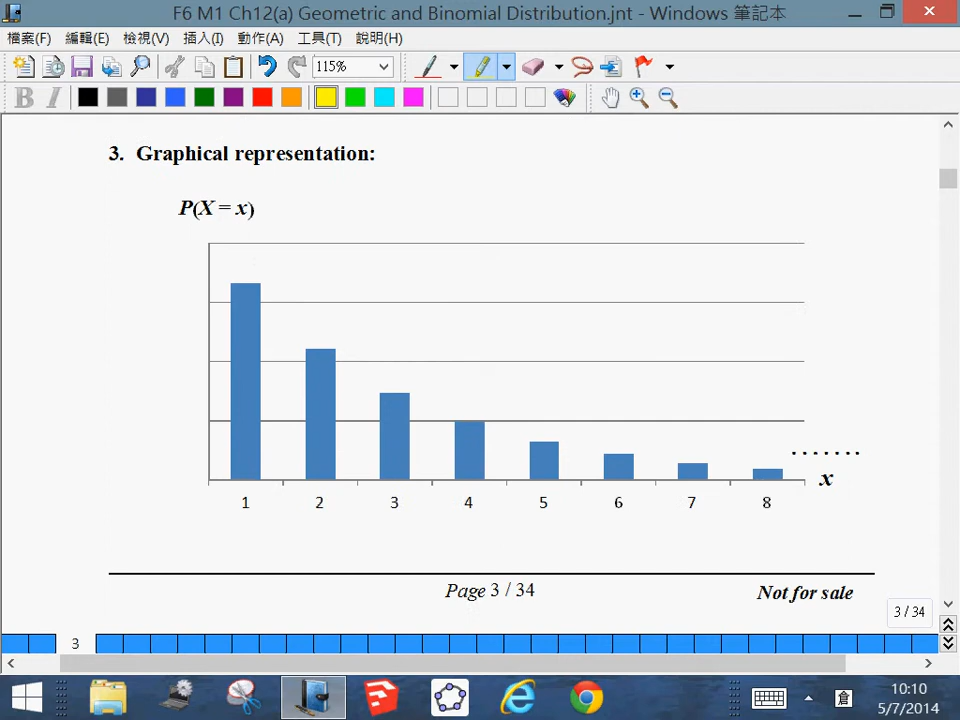 F6 M1 Ch12(a) Geometric and Binomial Distribution.jnt - Windows 筆記本
檔案(F) 編輯(E) 檢視(V) 插入(I) 動作(A) 工具(T) 說明(H)
115%
B I
3. Graphical representation:
P(X = x)
.......
x
1 2 3 4 5 6 7 8
Page 3 / 34
Not for sale
3 / 34
3
倉
10:10
5/7/2014